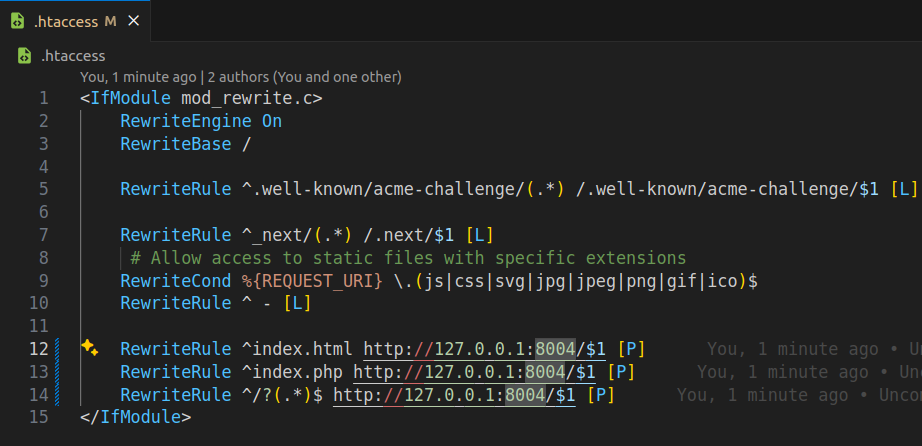 .htaccess M ×
.htaccess
You, 1 minute ago | 2 authors (You and one other)
1 <IfModule mod_rewrite.c>
2 RewriteEngine On
3 RewriteBase /
4
5 RewriteRule ^.well-known/acme-challenge/(.*) /.well-known/acme-challenge/$1 [L]
6
7 RewriteRule ^_next/(.*) /.next/$1 [L]
8 # Allow access to static files with specific extensions
9 RewriteCond %{REQUEST_URI} \.(js|css|svg|jpg|jpeg|png|gif|ico)$
10 RewriteRule ^ - [L]
11
12 RewriteRule ^index.html http://127.0.0.1:8004/$1 [P] You, 1 minute ago • Un
13 RewriteRule ^index.php http://127.0.0.1:8004/$1 [P] You, 1 minute ago • Unc
14 RewriteRule ^/?(.*)$ http://127.0.0.1:8004/$1 [P] You, 1 minute ago • Uncon
15 </IfModule>